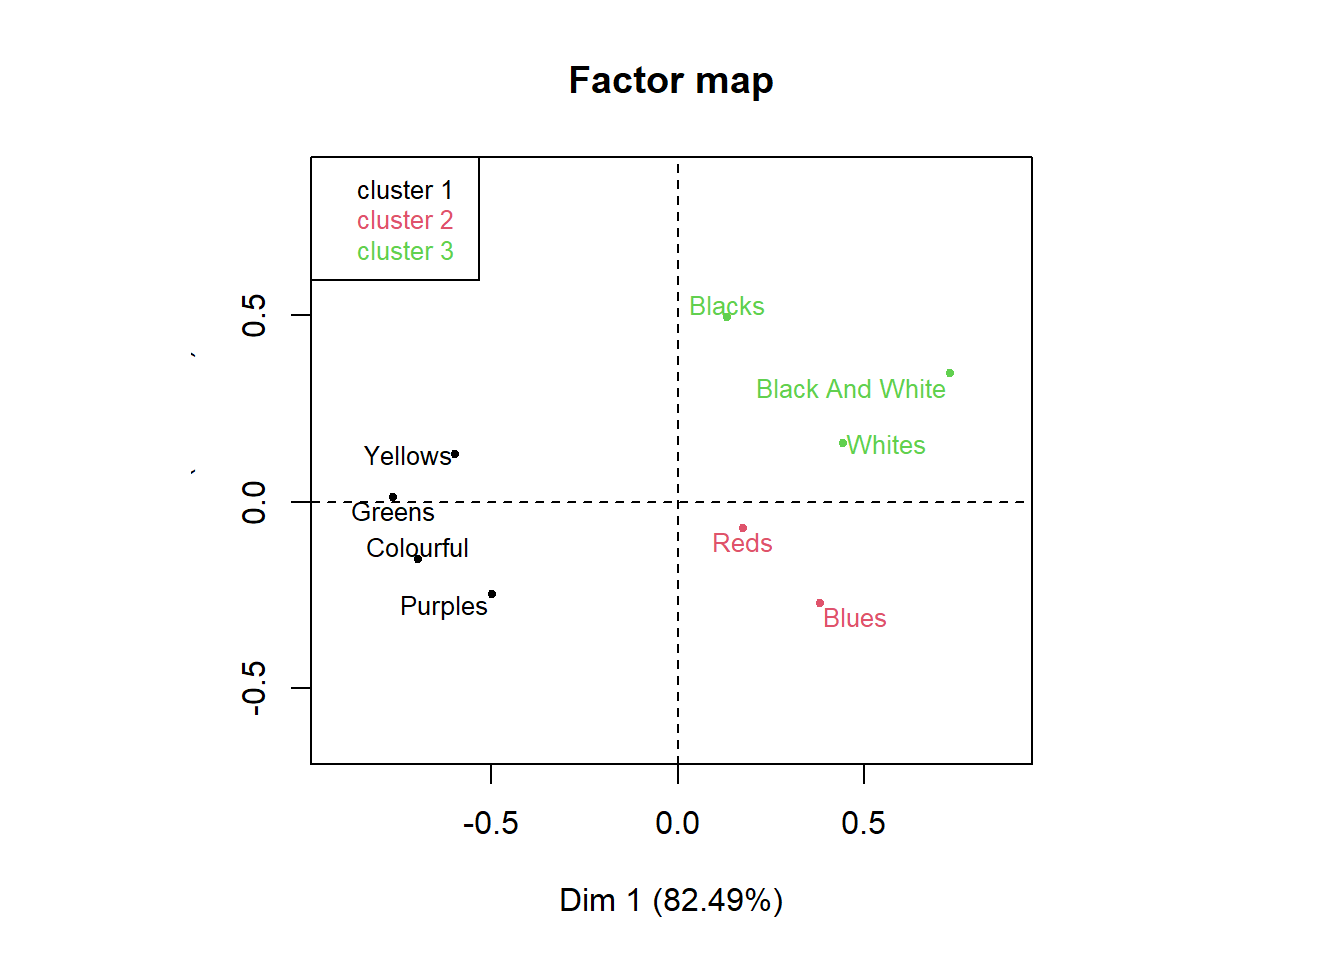 Factor map
cluster 1
cluster 2
cluster 3
0.5
0.0
-0.5
Blacks
Black And White
Whites
Yellows
Greens
Colourful
Purples
Reds
Blues
-0.5 0.0 0.5
Dim 1 (82.49%)